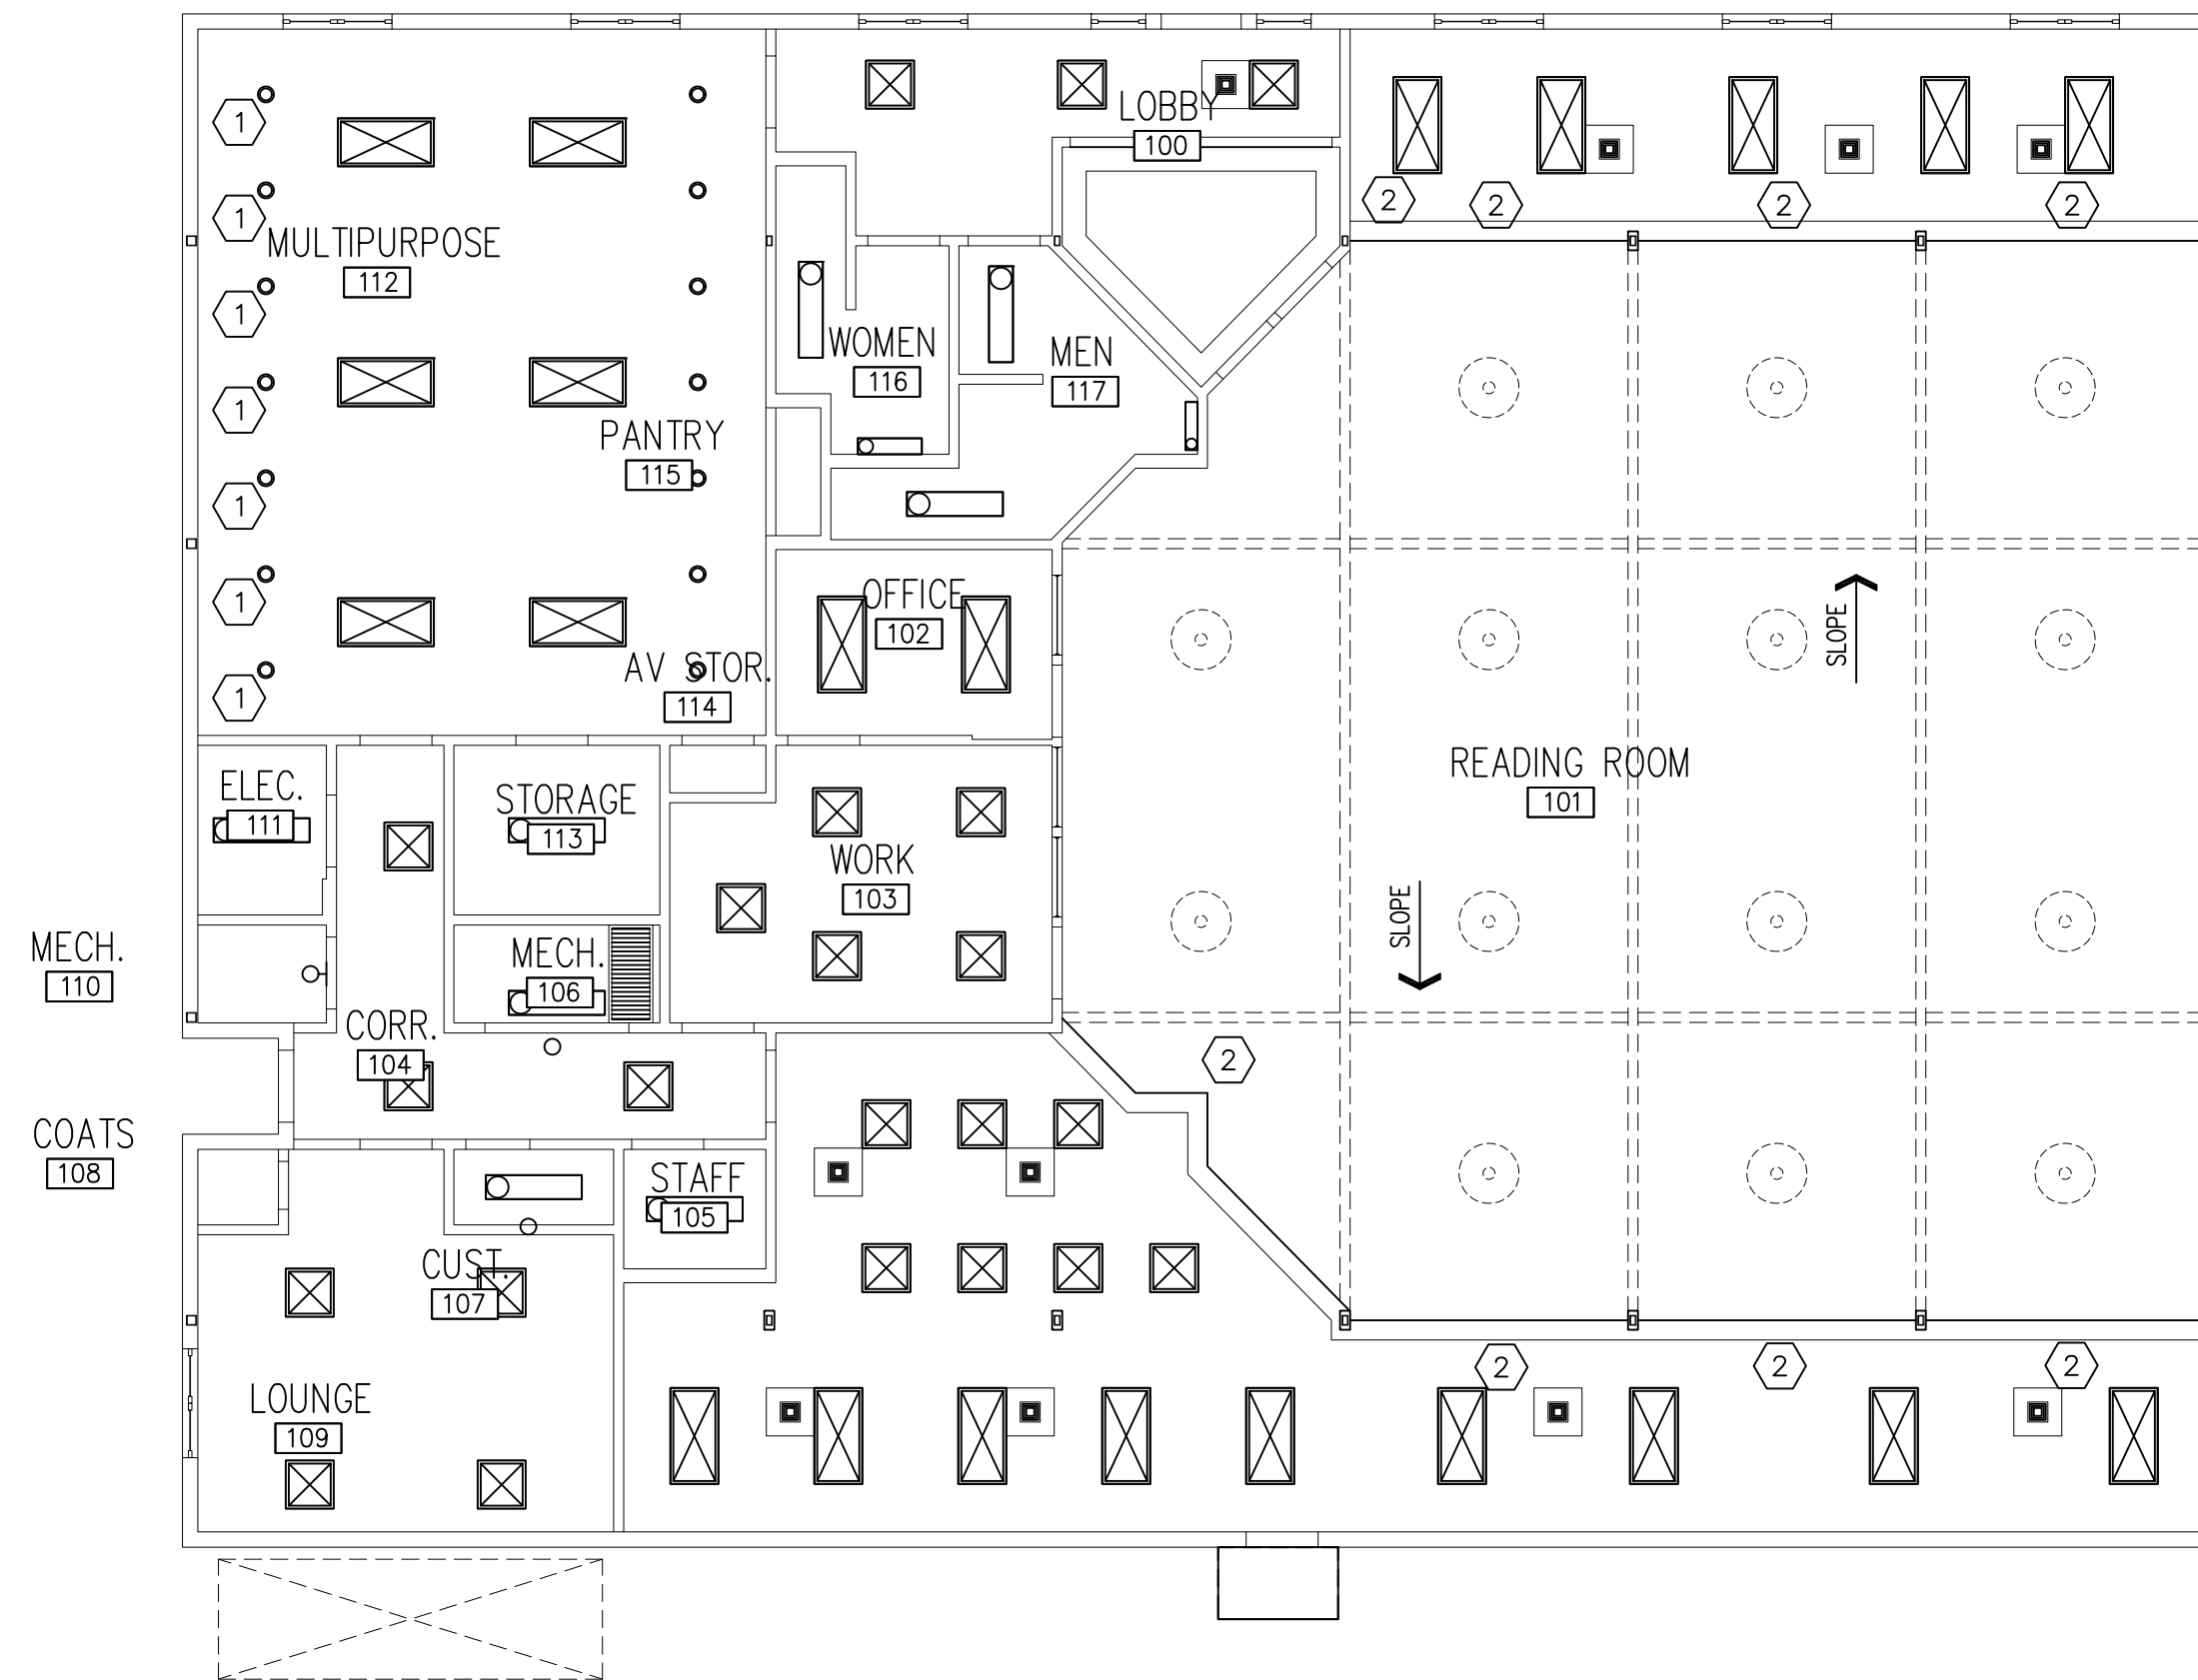 LOBBY
100
1
2
2
2
2
1
MULTIPURPOSE
112
1
WOMEN
116
MEN
117
1
PANTRY
115
1
1
OFFICE
102
SLOPE
AV STOR.
114
1
READING ROOM
101
ELEC.
111
STORAGE
113
WORK
103
SLOPE
MECH.
110
MECH.
106
CORR.
104
2
COATS
108
STAFF
105
CUST.
107
2
2
2
LOUNGE
109